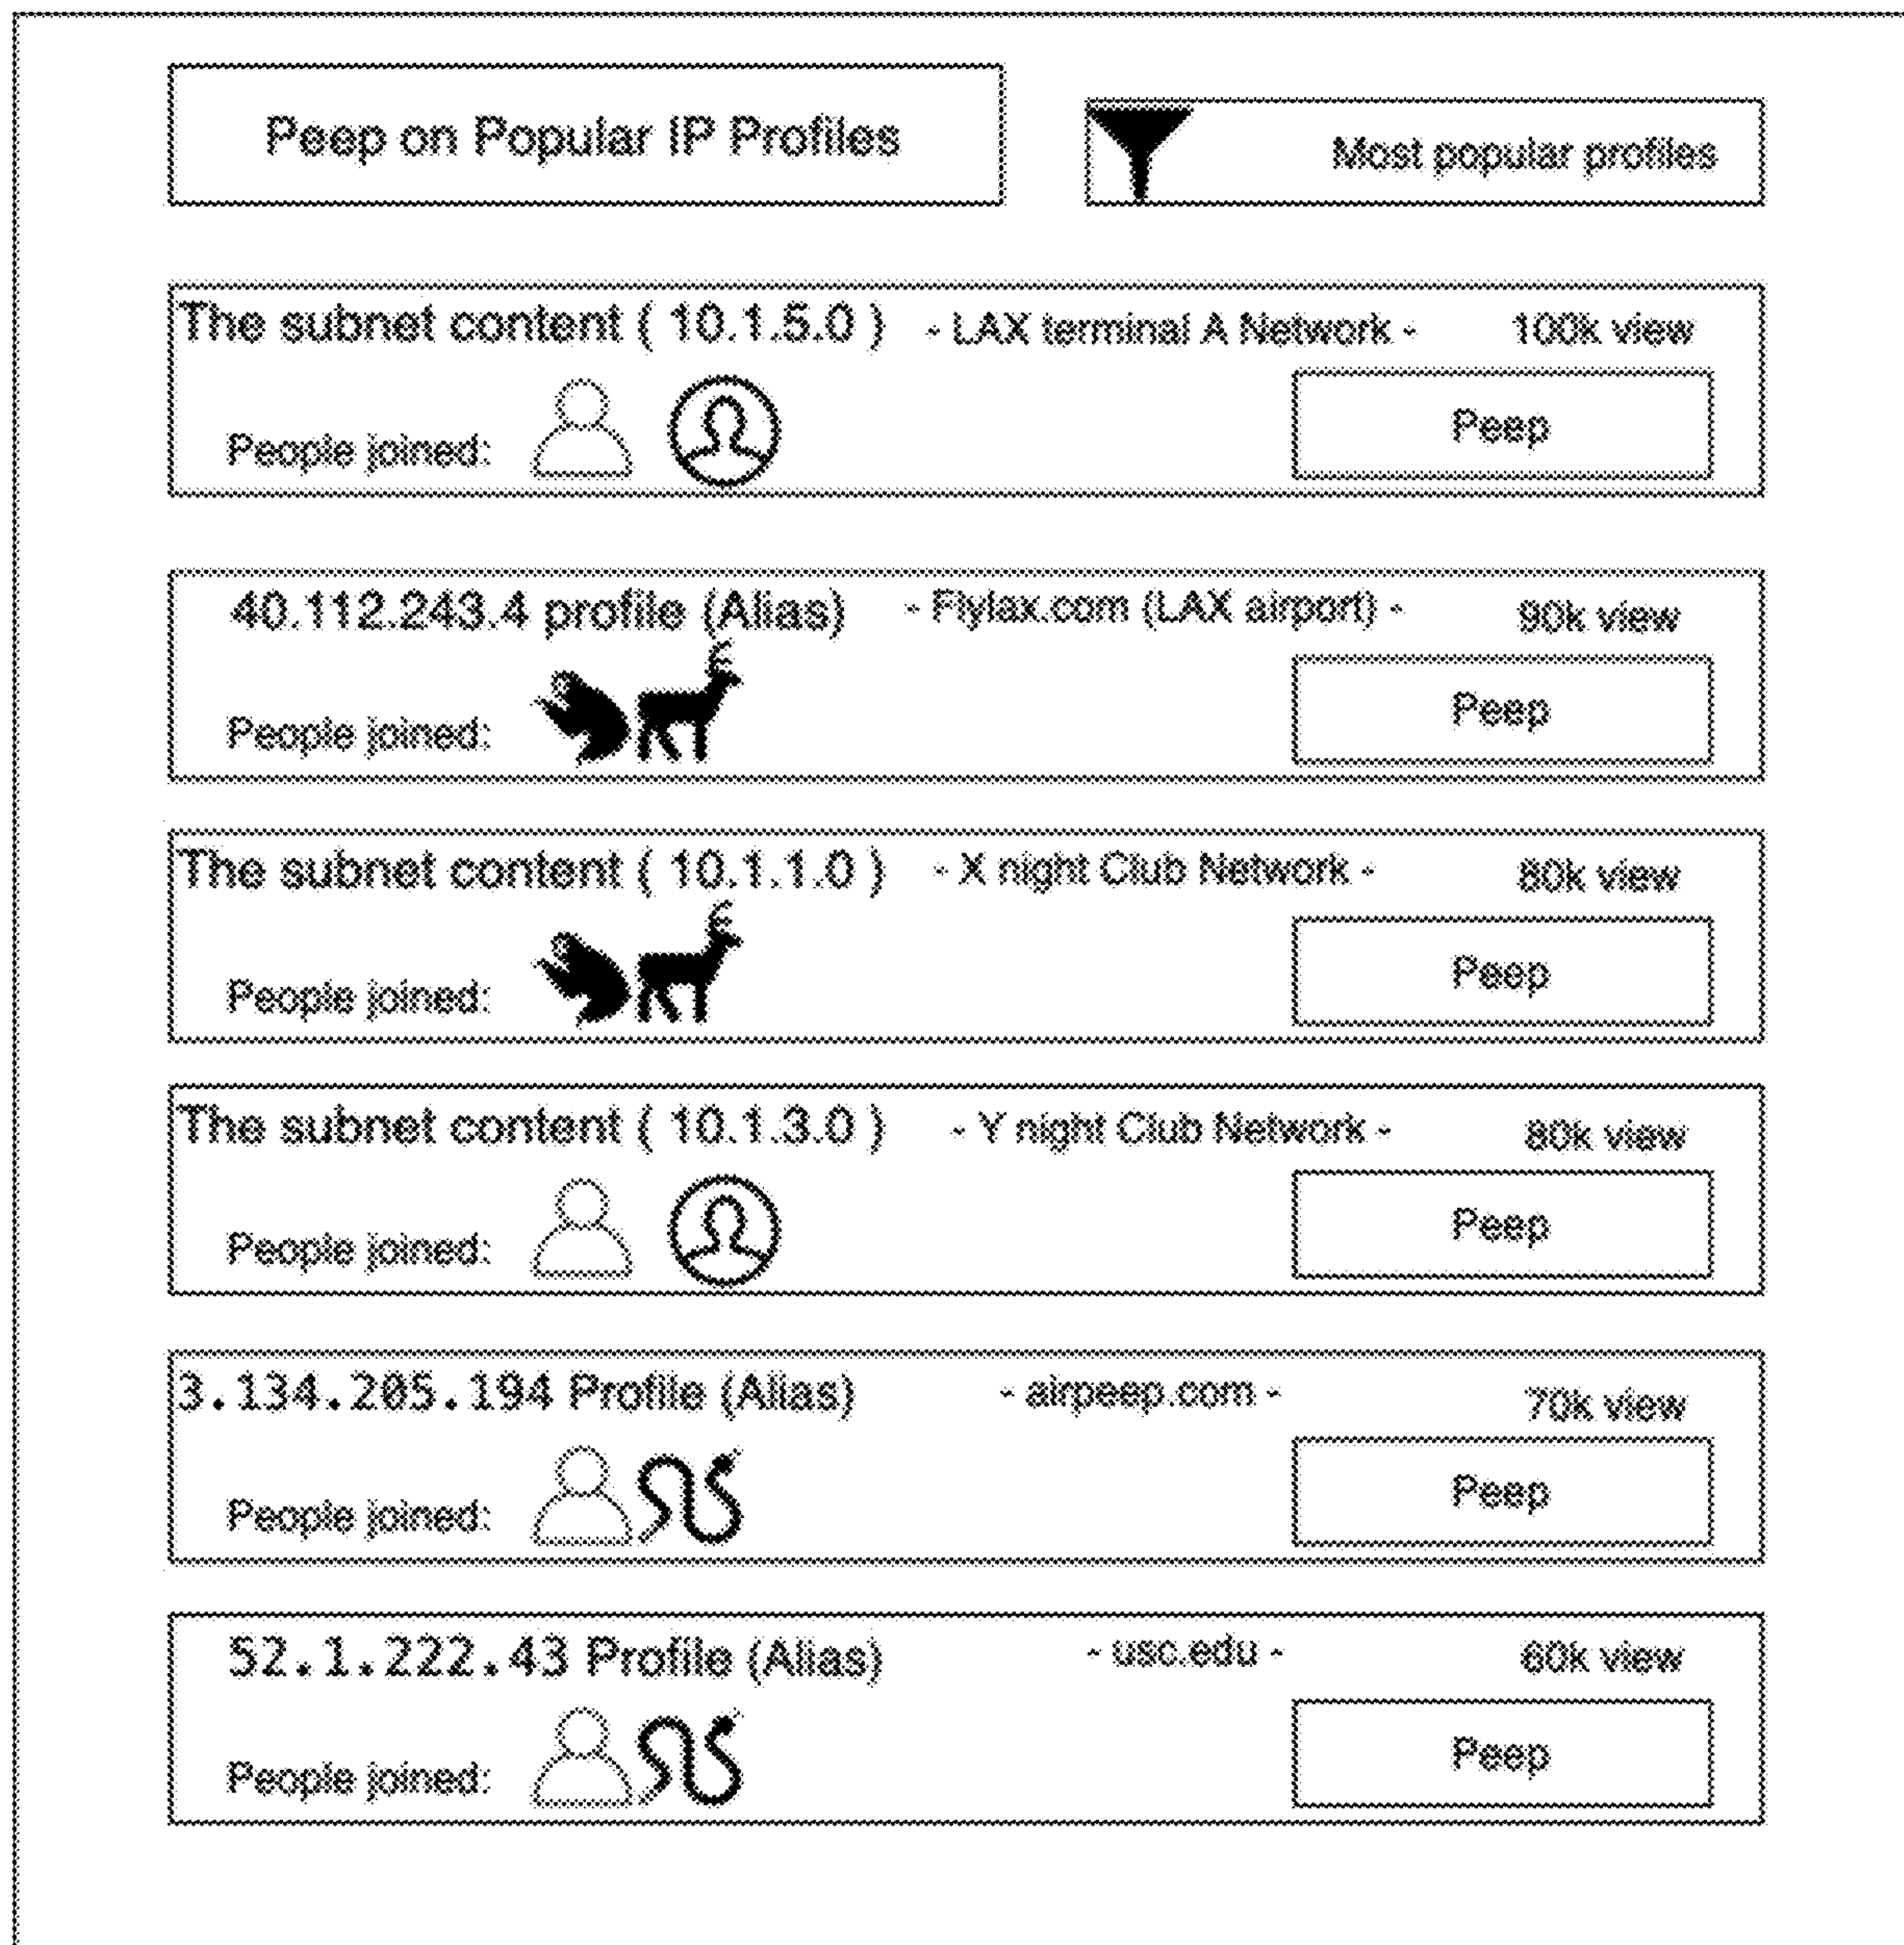 Peep on Popular IP Profiles
Most popular profiles
The subnet content ( 10.1.5.0 ) - LAX terminal A Network - 100k view
People joined: Peep
40.112.243.4 profile (Alias) - Flylax.com (LAX airport) - 90k view
People joined: Peep
The subnet content ( 10.1.1.0 ) - X night Club Network - 80k view
People joined: Peep
The subnet content ( 10.1.3.0 ) - Y night Club Network - 80k view
People joined: Peep
3.134.205.194 Profile (Alias) - airpeep.com - 70k view
People joined: Peep
52.1.222.43 Profile (Alias) - usc.edu - 60k view
People joined: Peep